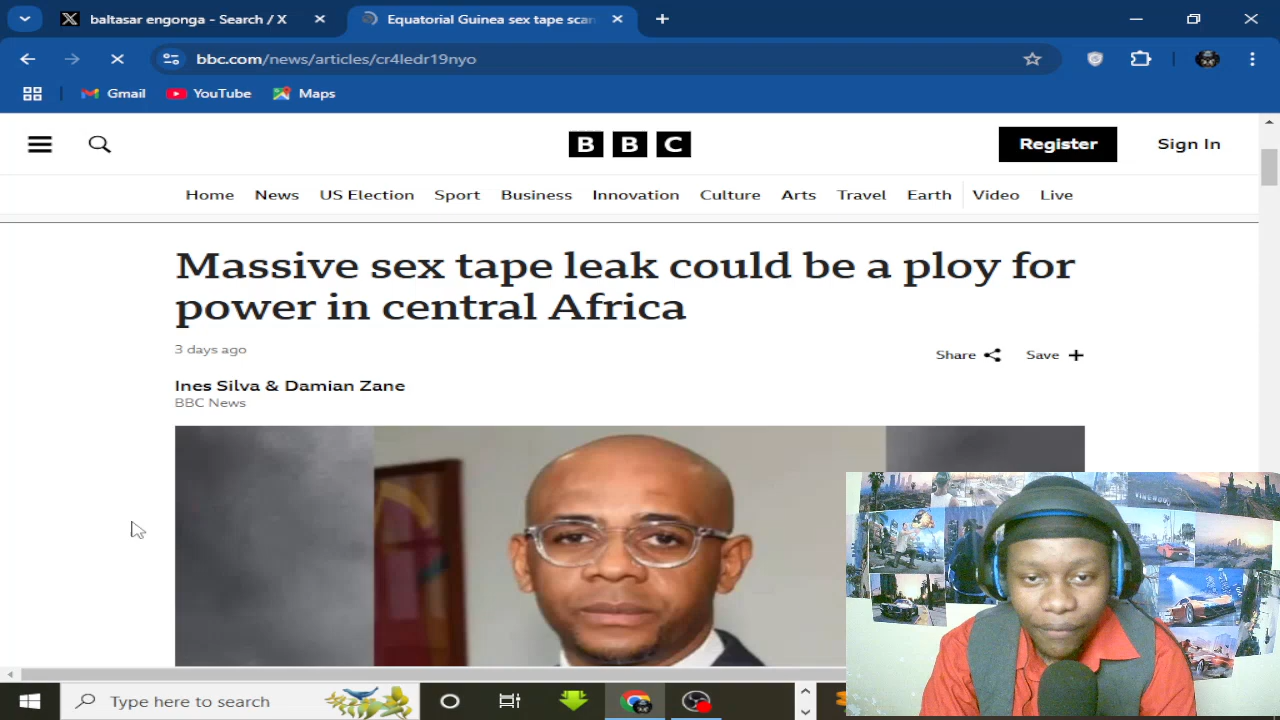 baltasar engonga - Search / X
Equatorial Guinea sex tape scan
bbc.com/news/articles/cr4ledr19nyo
Gmail
YouTube
Maps
BBC
Register
Sign In
Home
News
US Election
Sport
Business
Innovation
Culture
Arts
Travel
Earth
Video
Live
Massive sex tape leak could be a ploy for
power in central Africa
3 days ago
Share
Save
Ines Silva & Damian Zane
BBC News
Type here to search